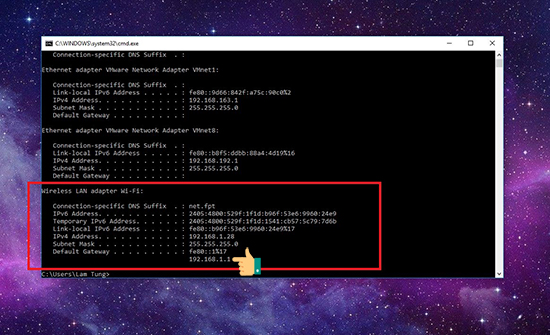 C:\WINDOWS\system32\cmd.exe
Connection-specific DNS Suffix . :
Ethernet adapter VMware Network Adapter VMnet1:
Connection-specific DNS Suffix . :
Link-local IPv6 Address . . . . . : fe80::9d66:842f:a75c:90c0%2
IPv4 Address. . . . . . . . . . . : 192.168.163.1
Subnet Mask . . . . . . . . . . . : 255.255.255.0
Default Gateway . . . . . . . . . :
Ethernet adapter VMware Network Adapter VMnet8:
Connection-specific DNS Suffix . :
Link-local IPv6 Address . . . . . : fe80::b8f5:ddbb:88a4:4d19%16
IPv4 Address. . . . . . . . . . . : 192.168.192.1
Subnet Mask . . . . . . . . . . . : 255.255.255.0
Default Gateway . . . . . . . . . :
Wireless LAN adapter Wi-Fi:
Connection-specific DNS Suffix . : net.fpt
IPv6 Address. . . . . . . . . . . : 2405:4800:529f:1f1d:b96f:53e6:9960:24e9
Temporary IPv6 Address. . . . . . : 2405:4800:529f:1f1d:1541:cb57:5c79:7d6b
Link-local IPv6 Address . . . . . : fe80::b96f:53e6:9960:24e9%17
IPv4 Address. . . . . . . . . . . : 192.168.1.28
Subnet Mask . . . . . . . . . . . : 255.255.255.0
Default Gateway . . . . . . . . . : fe80::1%17
192.168.1.1
C:\Users\Lam Tung>